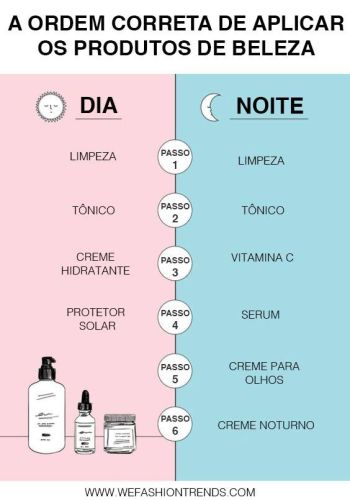 A ORDEM CORRETA DE APLICAR
OS PRODUTOS DE BELEZA
DIA
NOITE
LIMPEZA
PASSO
1
LIMPEZA
TÔNICO
PASSO
2
TÔNICO
CREME
HIDRATANTE
PASSO
3
VITAMINA C
PROTETOR
SOLAR
PASSO
4
SERUM
PASSO
5
CREME PARA
OLHOS
PASSO
6
CREME NOTURNO
WWW.WEFASHIONTRENDS.COM